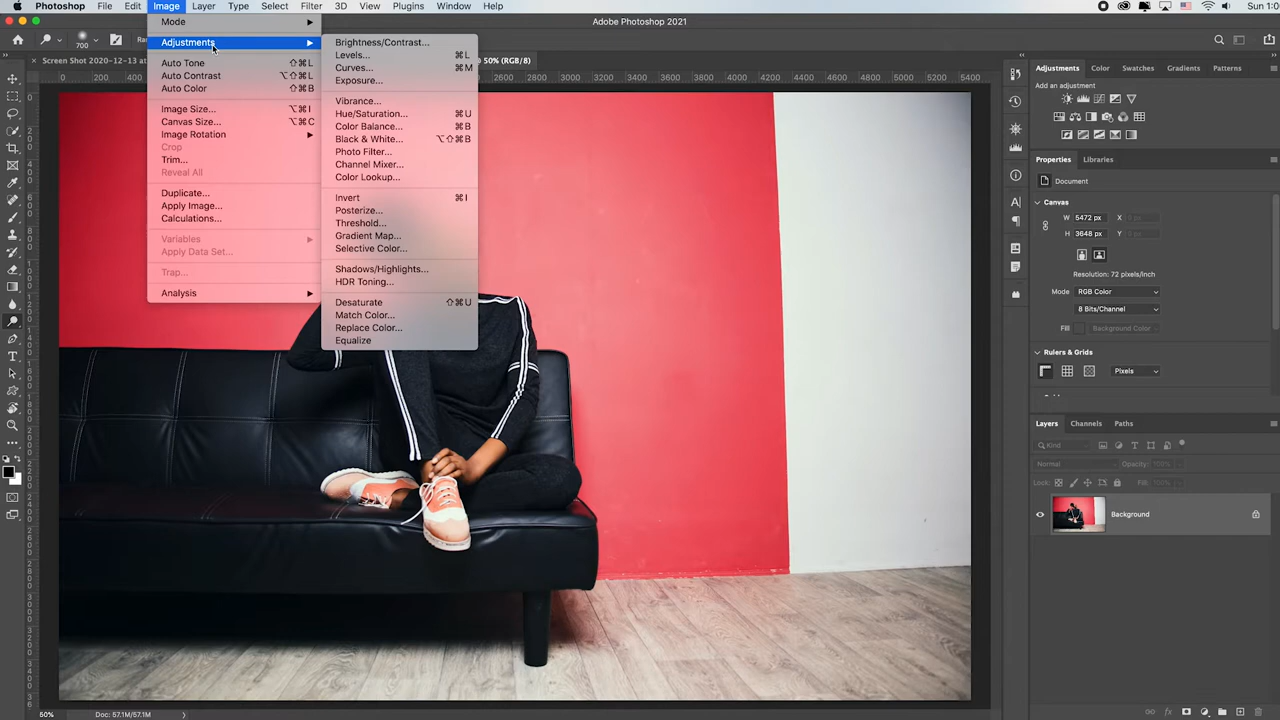 Photoshop File Edit Image Layer Type Select Filter 3D View Plugins Window Help Sun 1:0
Adobe Photoshop 2021
700
Screen Shot 2020-12-13 at
@ 50% (RGB/8)
Mode
Adjustments
Auto Tone ⇧⌘L
Auto Contrast ⌥⇧⌘L
Auto Color ⇧⌘B
Image Size... ⌥⌘I
Canvas Size... ⌥⌘C
Image Rotation
Crop
Trim...
Reveal All
Duplicate...
Apply Image...
Calculations...
Variables
Apply Data Set...
Trap...
Analysis
Brightness/Contrast...
Levels... ⌘L
Curves... ⌘M
Exposure...
Vibrance...
Hue/Saturation... ⌘U
Color Balance... ⌘B
Black & White... ⌥⇧⌘B
Photo Filter...
Channel Mixer...
Color Lookup...
Invert ⌘I
Posterize...
Threshold...
Gradient Map...
Selective Color...
Shadows/Highlights...
HDR Toning...
Desaturate ⇧⌘U
Match Color...
Replace Color...
Equalize
0 200 400 2600 2800 3000 3200 3400 3600 3800 4000 4200 4400 4600 4800 5000 5200 5400
Adjustments Color Swatches Gradients Patterns
Add an adjustment
Properties Libraries
Document
Canvas
W 5472 px X 0 px
H 3648 px Y 0 px
Resolution: 72 pixels/inch
Mode RGB Color
8 Bits/Channel
Fill Background Color
Rulers & Grids
Pixels
Layers Channels Paths
Kind
Normal Opacity: 100%
Lock: Fill: 100%
Background
50% Doc: 57.1M/57.1M